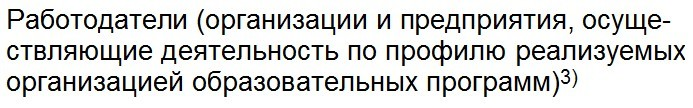 Работодатели (организации и предприятия, осуще-
ствляющие деятельность по профилю реализуемых
организацией образовательных программ)3)